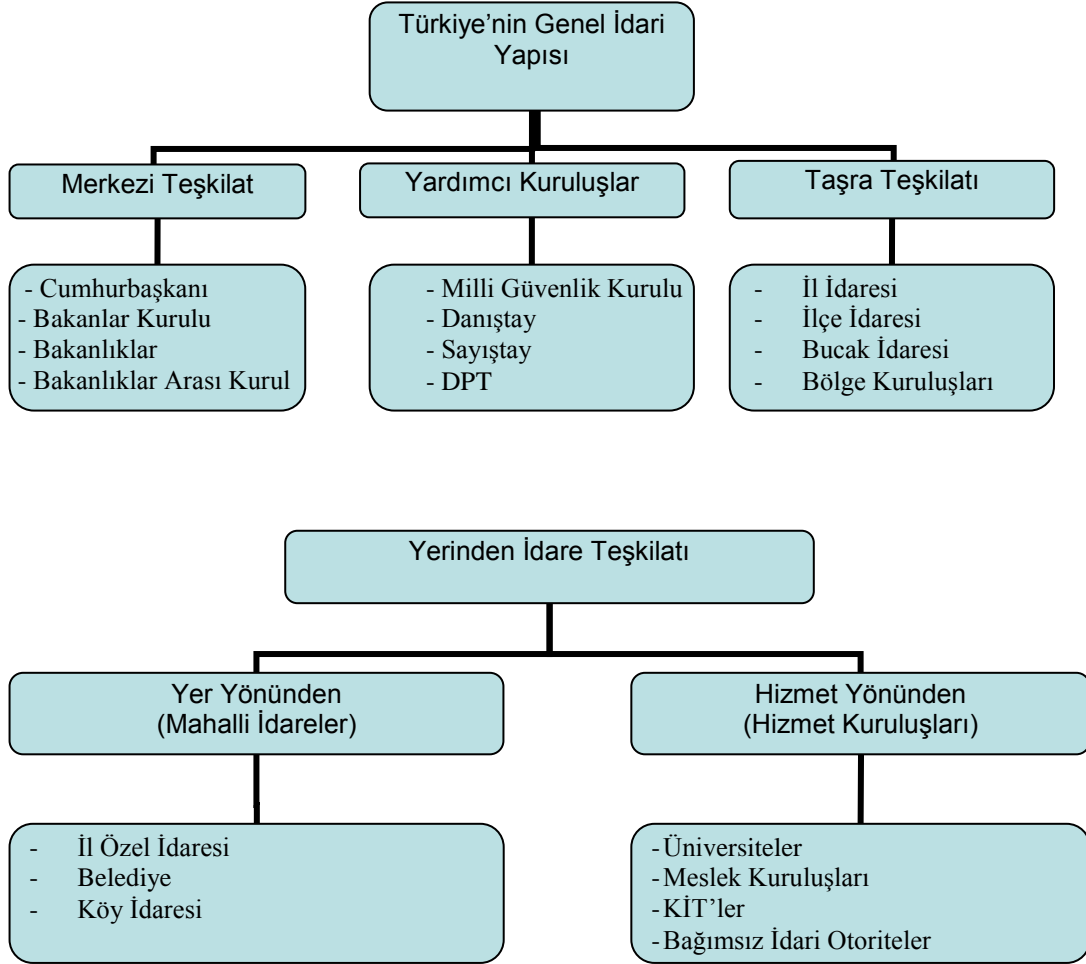 Türkiye’nin Genel İdari
Yapısı
Merkezi Teşkilat
Yardımcı Kuruluşlar
Taşra Teşkilatı
- Cumhurbaşkanı
- Bakanlar Kurulu
- Bakanlıklar
- Bakanlıklar Arası Kurul
- Milli Güvenlik Kurulu
- Danıştay
- Sayıştay
- DPT
- İl İdaresi
- İlçe İdaresi
- Bucak İdaresi
- Bölge Kuruluşları
Yerinden İdare Teşkilatı
Yer Yönünden
(Mahalli İdareler)
Hizmet Yönünden
(Hizmet Kuruluşları)
- İl Özel İdaresi
- Belediye
- Köy İdaresi
-Üniversiteler
-Meslek Kuruluşları
-KİT’ler
-Bağımsız İdari Otoriteler